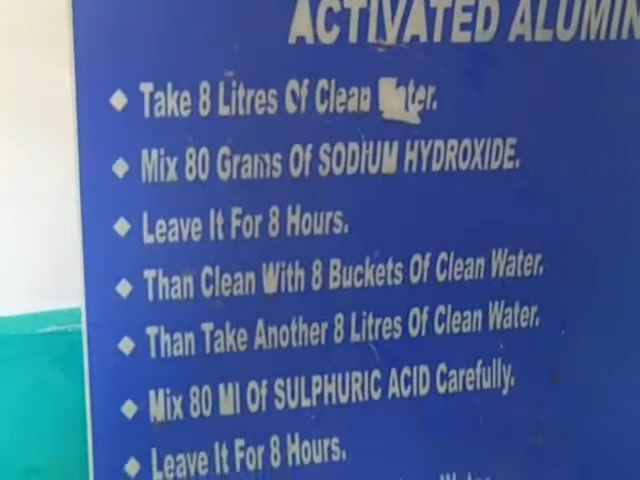 ACTIVATED ALUMIN
Take 8 Litres Of Clean Water.
Mix 80 Grams Of SODIUM HYDROXIDE.
Leave It For 8 Hours.
Than Clean With 8 Buckets Of Clean Water.
Than Take Another 8 Litres Of Clean Water.
Mix 80 Ml Of SULPHURIC ACID Carefully.
Leave It For 8 Hours.
Water